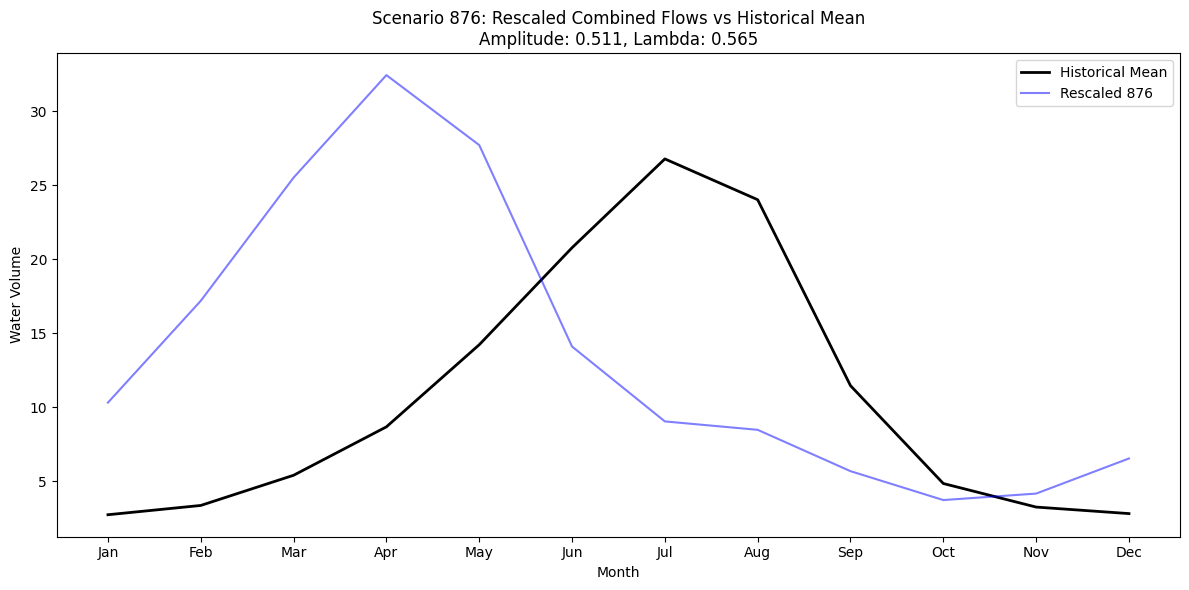 Scenario 876: Rescaled Combined Flows vs Historical Mean
Amplitude: 0.511, Lambda: 0.565
Historical Mean
Rescaled 876
Water Volume
30
25
20
15
10
5
Jan Feb Mar Apr May Jun Jul Aug Sep Oct Nov Dec
Month